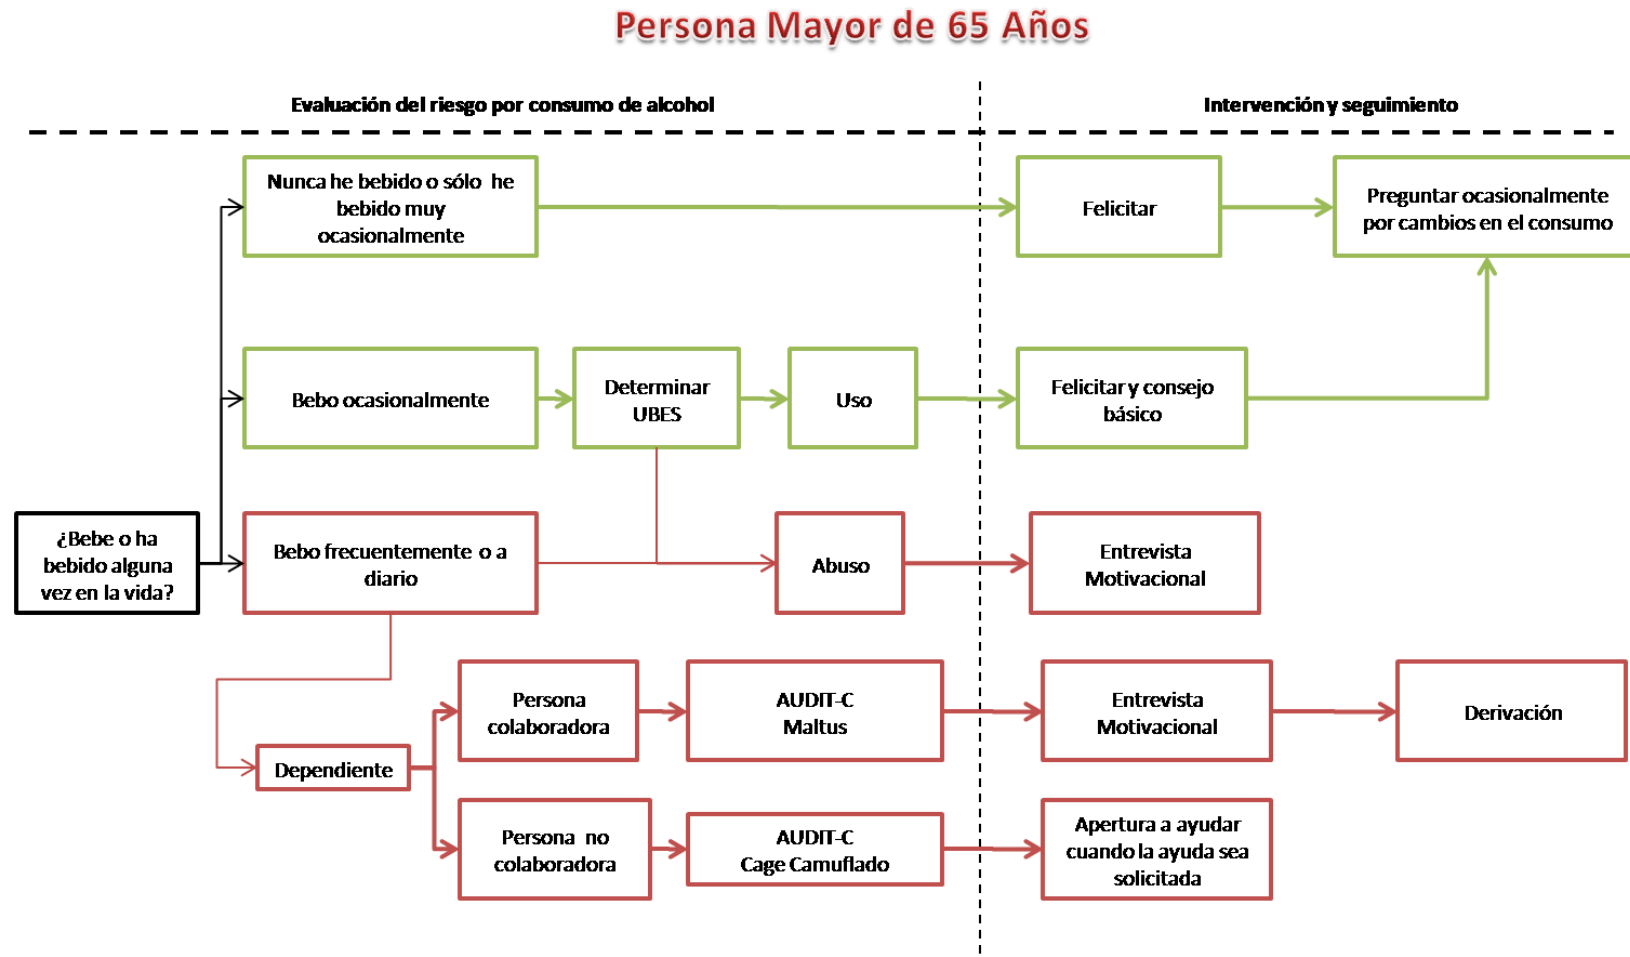 Persona Mayor de 65 Años
Evaluación del riesgo por consumo de alcohol
Intervención y seguimiento
Nunca he bebido o sólo he
bebido muy
ocasionalmente
Felicitar
Preguntar ocasionalmente
por cambios en el consumo
Bebo ocasionalmente
Determinar
UBES
Uso
Felicitar y consejo
básico
¿Bebe o ha
bebido alguna
vez en la vida?
Bebo frecuentemente o a
diario
Abuso
Entrevista
Motivacional
Dependiente
Persona
colaboradora
AUDIT-C
Maltus
Entrevista
Motivacional
Derivación
Persona no
colaboradora
AUDIT-C
Cage Camuflado
Apertura a ayudar
cuando la ayuda sea
solicitada